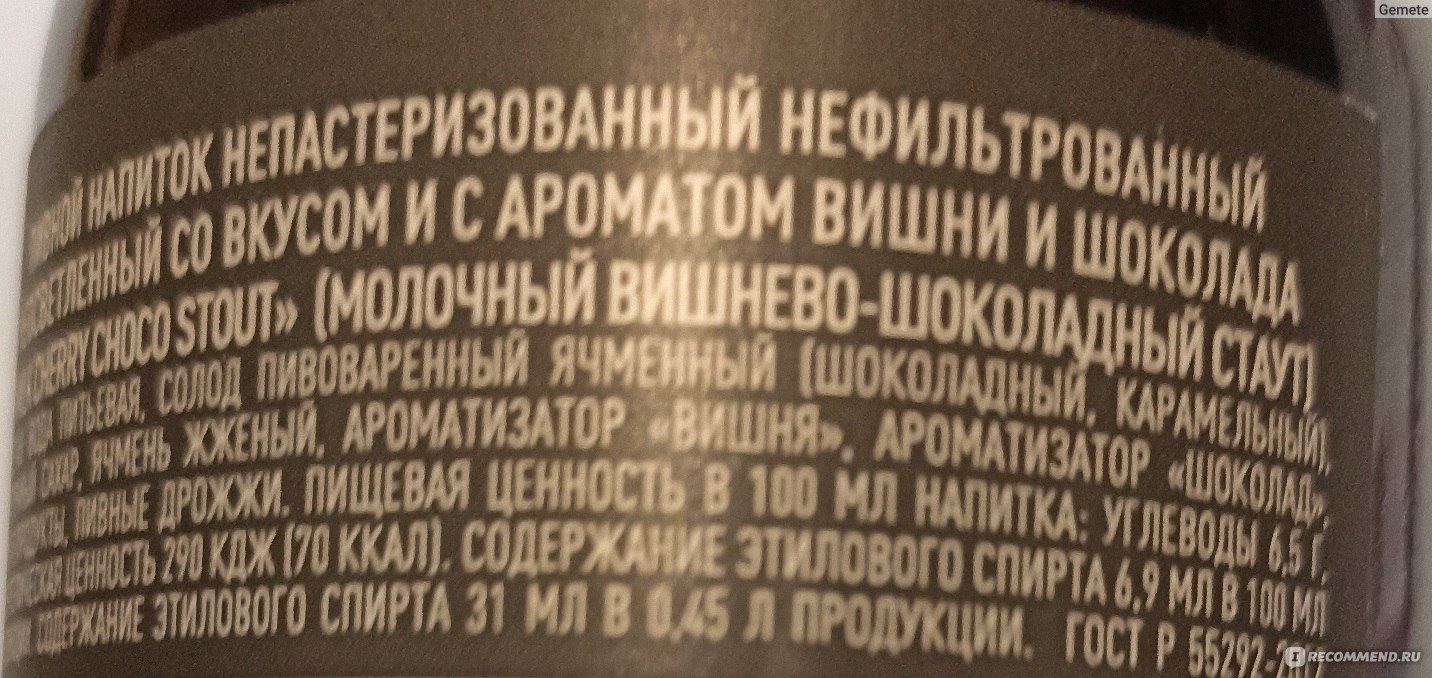 Gemete
НАПИТОК НЕПАСТЕРИЗОВАННЫЙ НЕФИЛЬТРОВАННЫЙ
СО ВКУСОМ И С АРОМАТОМ ВИШНИ И ШОКОЛАДА
CHERRY CHOCO STOUT» (МОЛОЧНЫЙ ВИШНЕВО-ШОКОЛАДНЫЙ СТАУТ)
ПИТЬЕВАЯ, СОЛОД ПИВОВАРЕННЫЙ ЯЧМЕННЫЙ (ШОКОЛАДНЫЙ, КАРАМЕЛЬНЫЙ),
САХАР, ЯЧМЕНЬ ЖЖЕНЫЙ, АРОМАТИЗАТОР «ВИШНЯ», АРОМАТИЗАТОР «ШОКОЛАД»,
ПИВНЫЕ ДРОЖЖИ. ПИЩЕВАЯ ЦЕННОСТЬ В 100 МЛ НАПИТКА: УГЛЕВОДЫ 6,5 Г,
ЦЕННОСТЬ 290 КДЖ (70 ККАЛ). СОДЕРЖАНИЕ ЭТИЛОВОГО СПИРТА 6,9 МЛ В 100 МЛ
СОДЕРЖАНИЕ ЭТИЛОВОГО СПИРТА 31 МЛ В 0,45 Л ПРОДУКЦИИ. ГОСТ Р 55292-
IRECOMMEND.RU